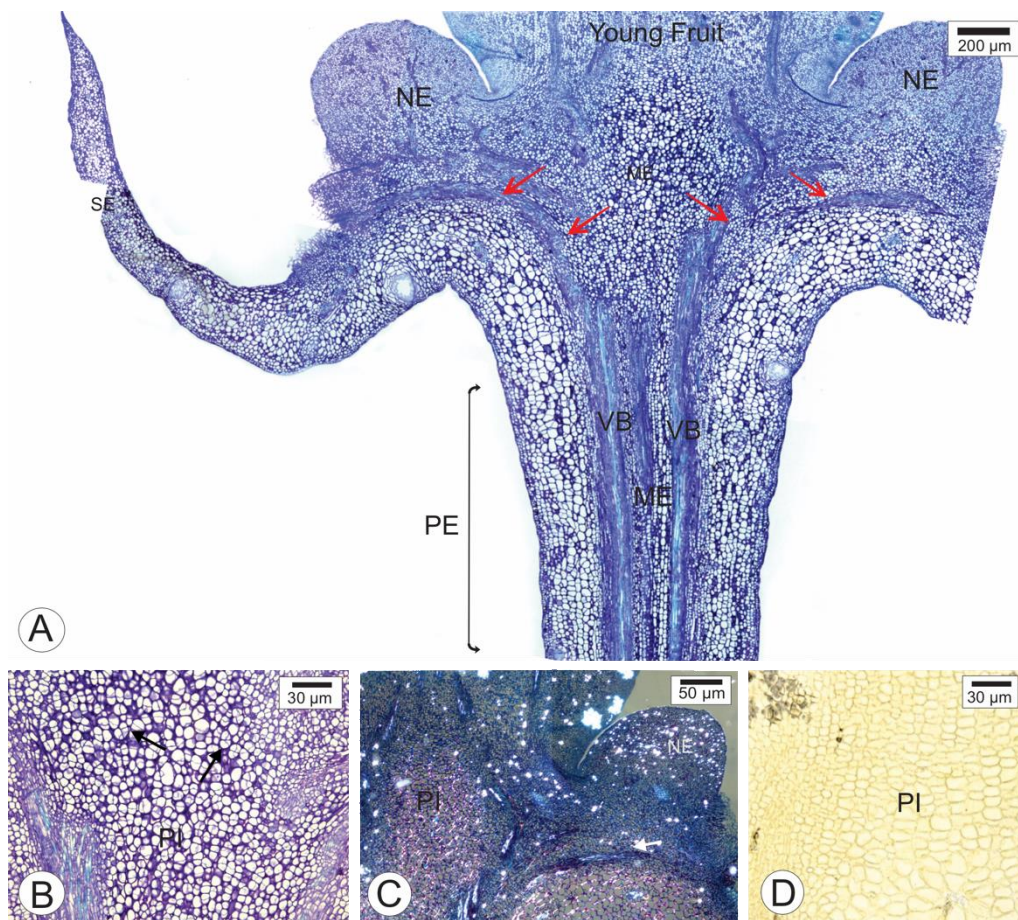 Young Fruit
200 µm
NE
NE
ME
SE
VB
VB
ME
PE
A
30 µm
PI
B
50 µm
NE
PI
C
30 µm
PI
D